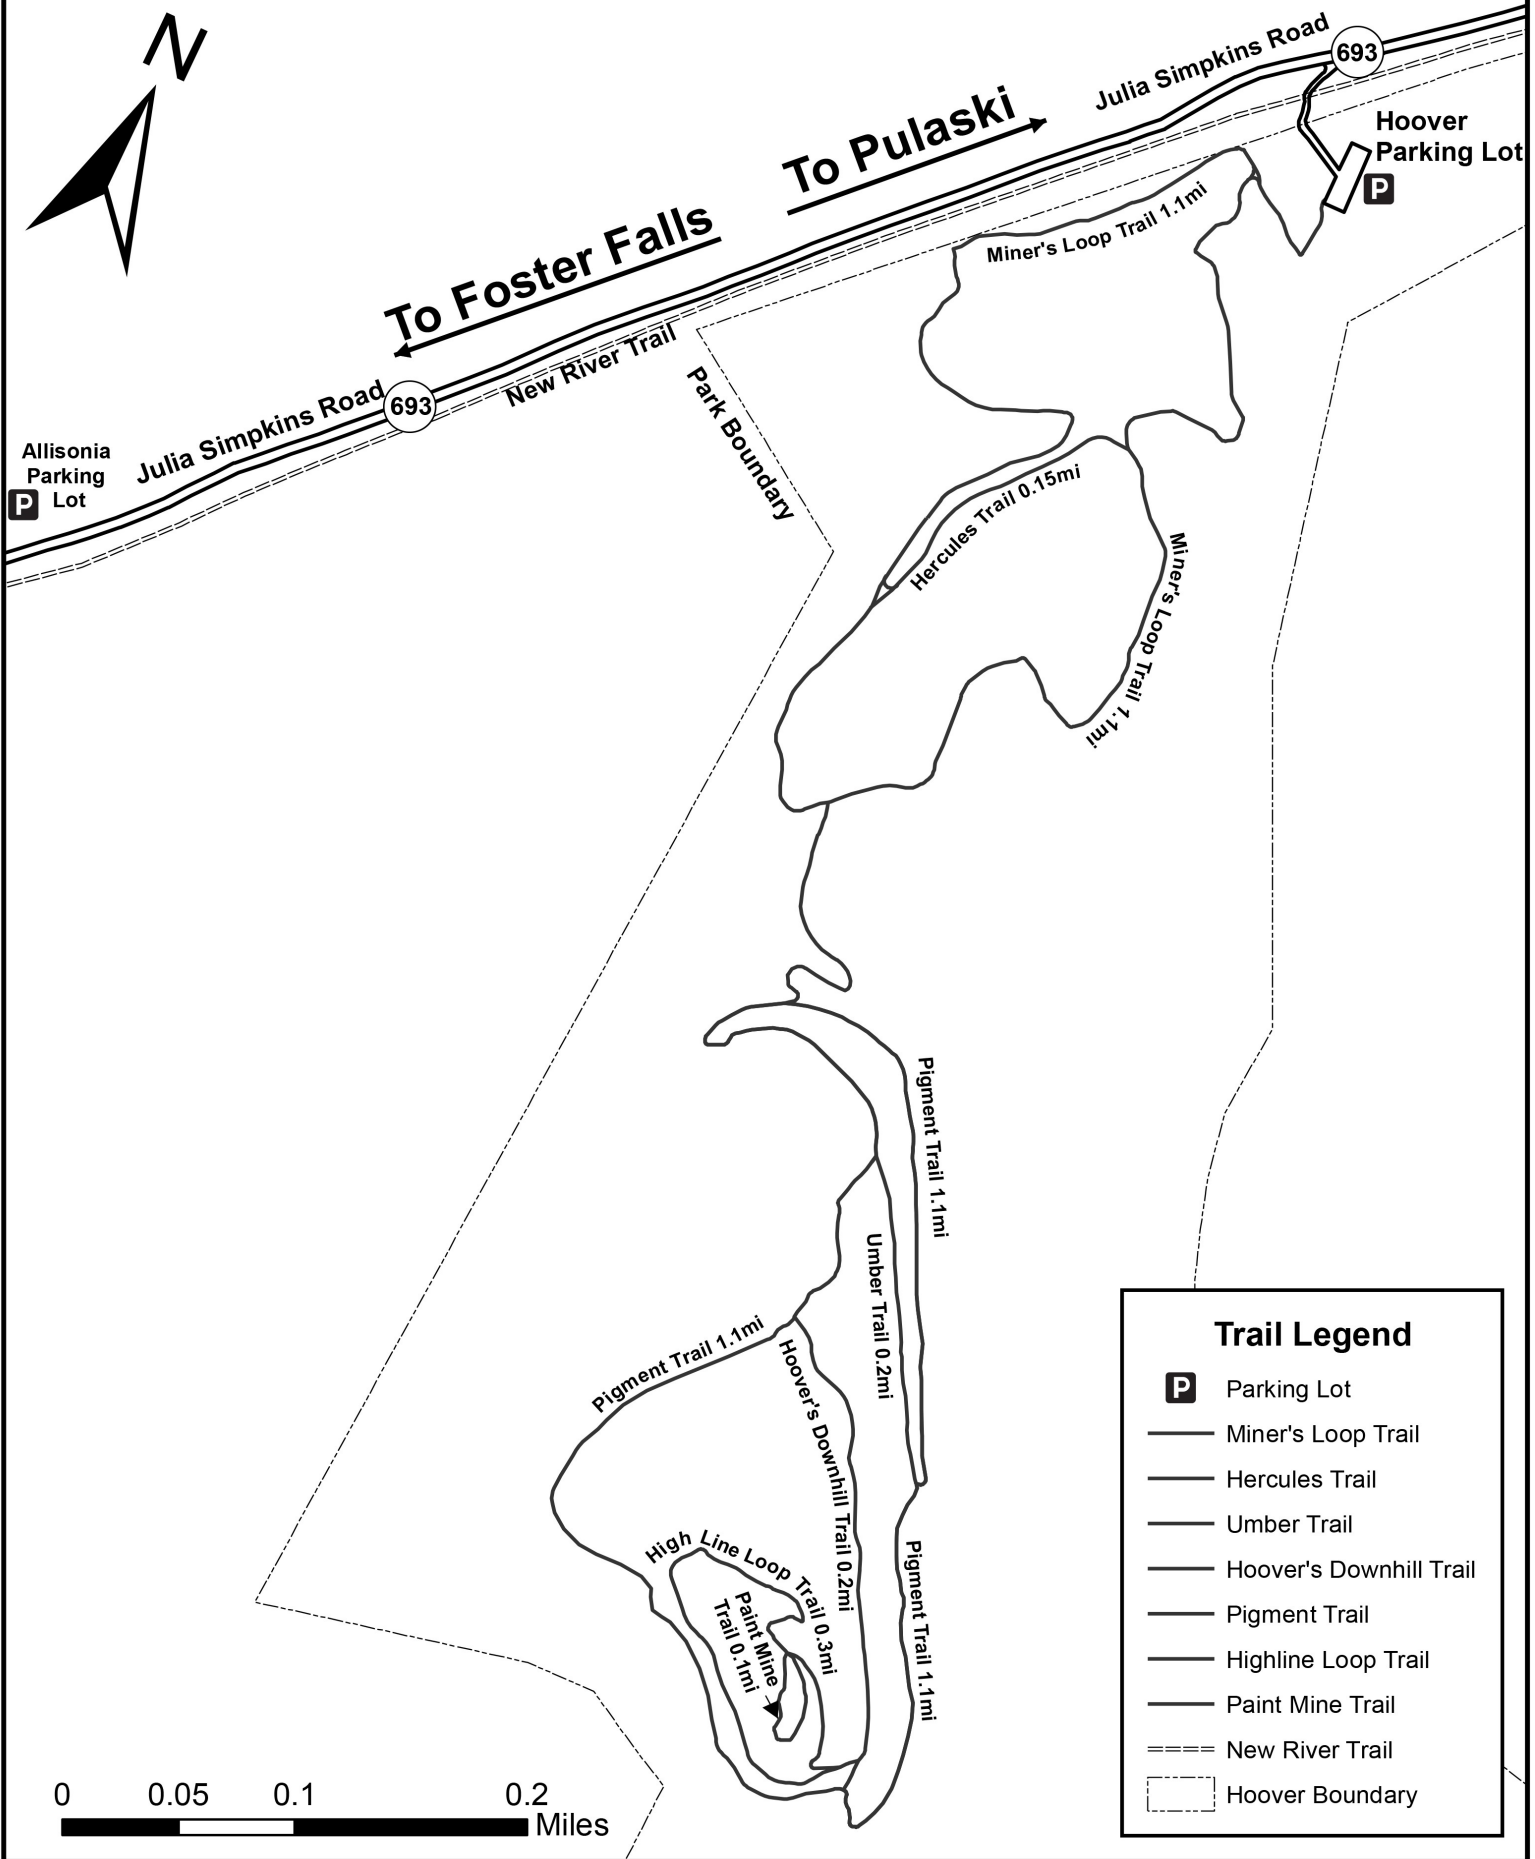 N
Julia Simpkins Road
693
Hoover
Parking Lot
P
To Pulaski
Miner's Loop Trail 1.1mi
To Foster Falls
New River Trail
Park Boundary
Julia Simpkins Road
693
Allisonia
Parking
Lot
P
Hercules Trail 0.15mi
Miner's Loop Trail 1.1mi
Pigment Trail 1.1mi
Umber Trail 0.2mi
Pigment Trail 1.1mi
Hoover's Downhill Trail 0.2mi
High Line Loop Trail 0.3mi
Paint Mine
Trail 0.1mi
Pigment Trail 1.1mi
Trail Legend
P Parking Lot
Miner's Loop Trail
Hercules Trail
Umber Trail
Hoover's Downhill Trail
Pigment Trail
Highline Loop Trail
Paint Mine Trail
New River Trail
Hoover Boundary
0 0.05 0.1 0.2
Miles